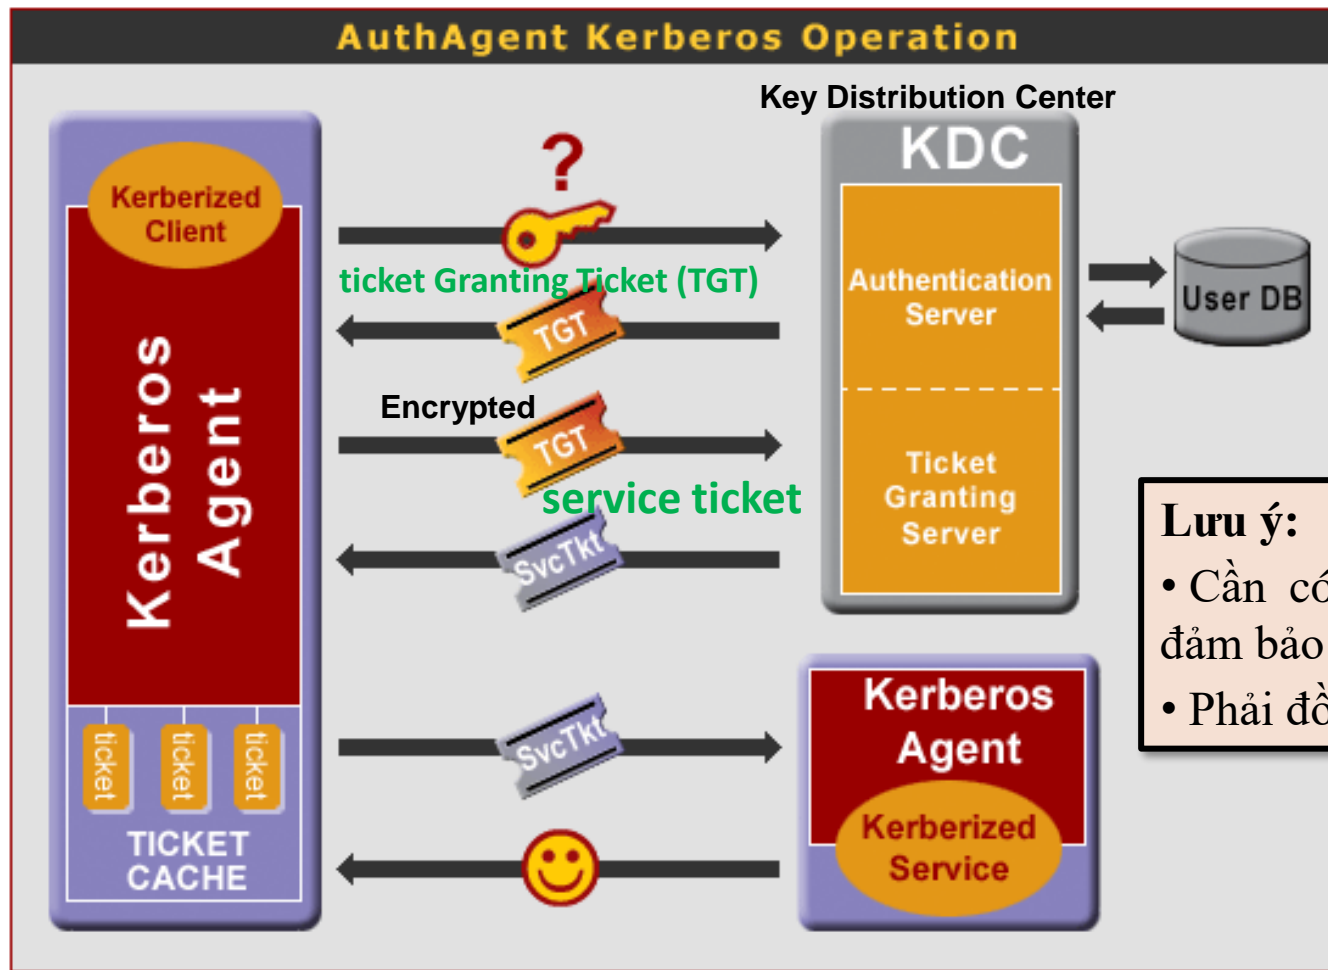 AuthAgent Kerberos Operation
Key Distribution Center
KDC
Kerberized
Client
?
ticket Granting Ticket (TGT)
TGT
Authentication
Server
User DB
Kerberos
Agent
Encrypted
TGT
service ticket
Ticket
Granting
Server
SvcTkt
Lưu ý:
• Cần có
đảm bảo
• Phải đồ
SvcTkt
Kerberos
Agent
Kerberized
Service
ticket
ticket
ticket
TICKET
CACHE